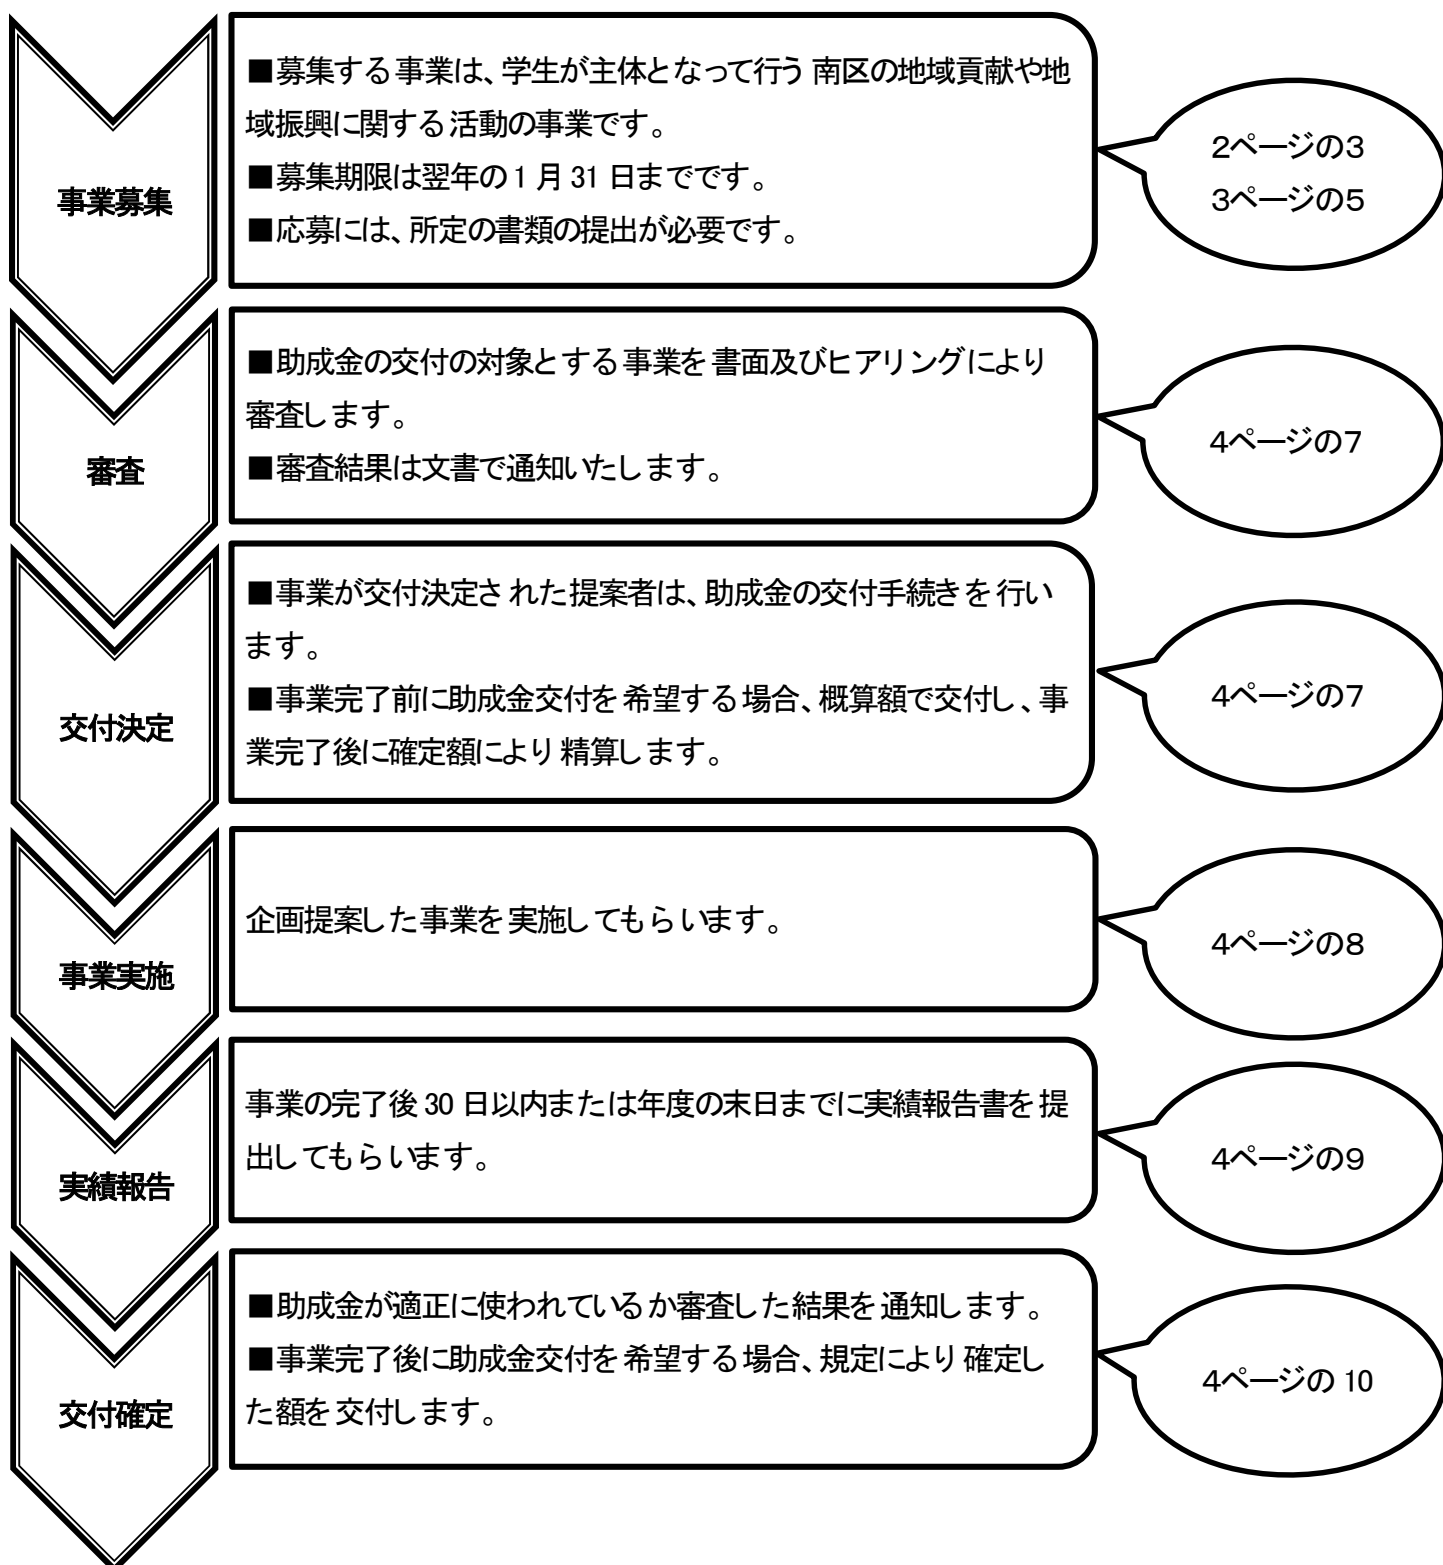 事業募集
■募集する事業は、学生が主体となって行う南区の地域貢献や地
域振興に関する活動の事業です。
■募集期限は翌年の1月31日までです。
■応募には、所定の書類の提出が必要です。
2ページの3
3ページの5
審査
■助成金の交付の対象とする事業を書面及びヒアリングにより
審査します。
■審査結果は文書で通知いたします。
4ページの7
交付決定
■事業が交付決定された提案者は、助成金の交付手続きを行い
ます。
■事業完了前に助成金交付を希望する場合、概算額で交付し、事
業完了後に確定額により精算します。
4ページの7
事業実施
企画提案した事業を実施してもらいます。
4ページの8
実績報告
事業の完了後30日以内または年度の末日までに実績報告書を提
出してもらいます。
4ページの9
交付確定
■助成金が適正に使われているか審査した結果を通知します。
■事業完了後に助成金交付を希望する場合、規定により確定し
た額を交付します。
4ページの10